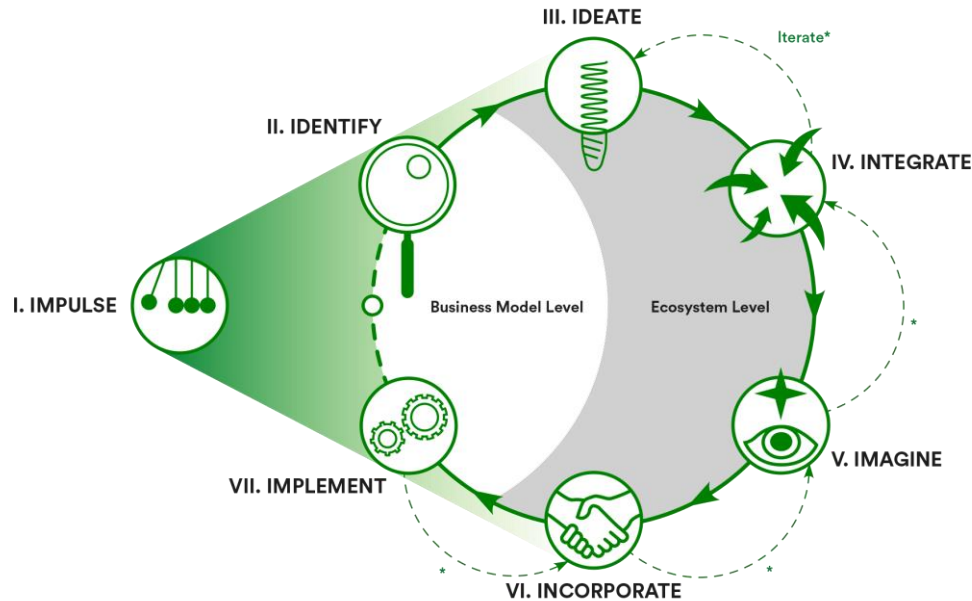 III. IDEATE
Iterate*
II. IDENTIFY
IV. INTEGRATE
I. IMPULSE
Business Model Level
Ecosystem Level
*
V. IMAGINE
VII. IMPLEMENT
*
*
VI. INCORPORATE